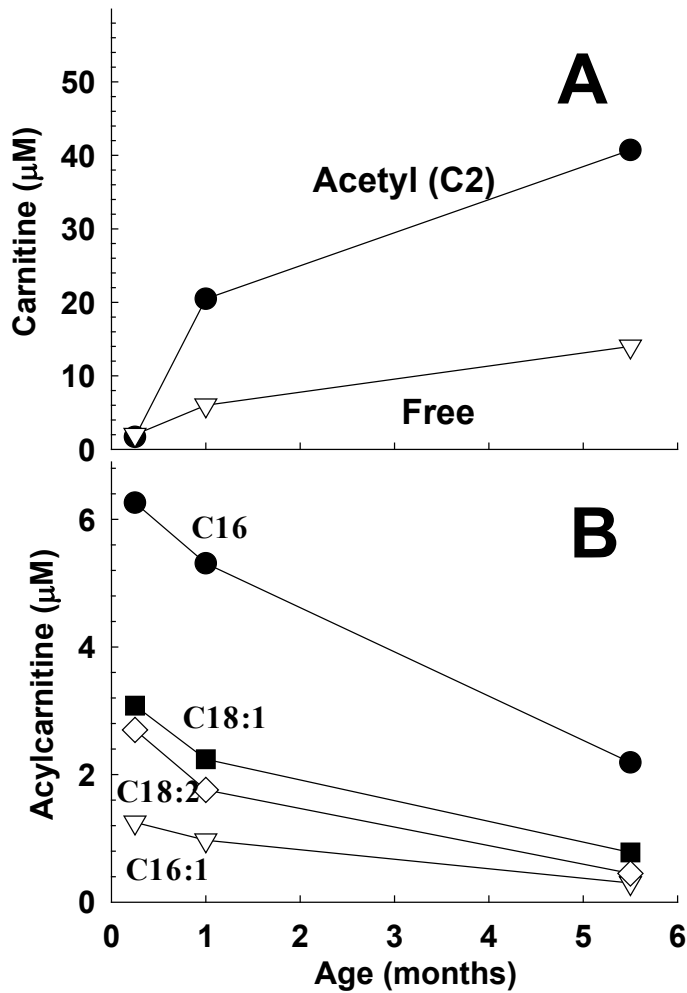 A
50
40
30
20
10
0
Carnitine (μM)
Acetyl (C2)
Free
B
6
4
2
0
Acylcarnitine (μM)
C16
C18:1
C18:2
C16:1
0 1 2 3 4 5 6
Age (months)